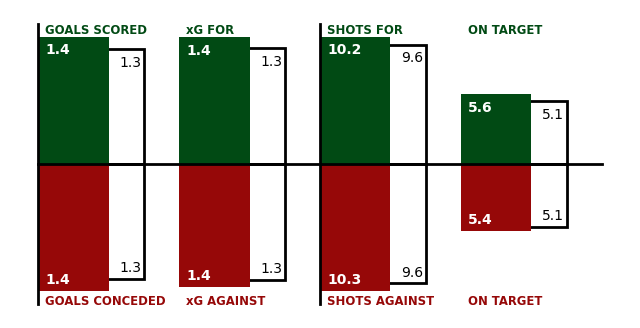 GOALS SCORED xG FOR SHOTS FOR ON TARGET
1.4 1.3 1.4 1.3 10.2 9.6 5.6 5.1
1.4 1.3 1.4 1.3 10.3 9.6 5.4 5.1
GOALS CONCEDED xG AGAINST SHOTS AGAINST ON TARGET